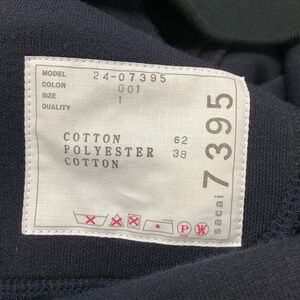 MODEL 24-07395
COLOR 001
SIZE 1
QUALITY
COTTON 62
POLYESTER 38
COTTON
sacai 7395
P
W